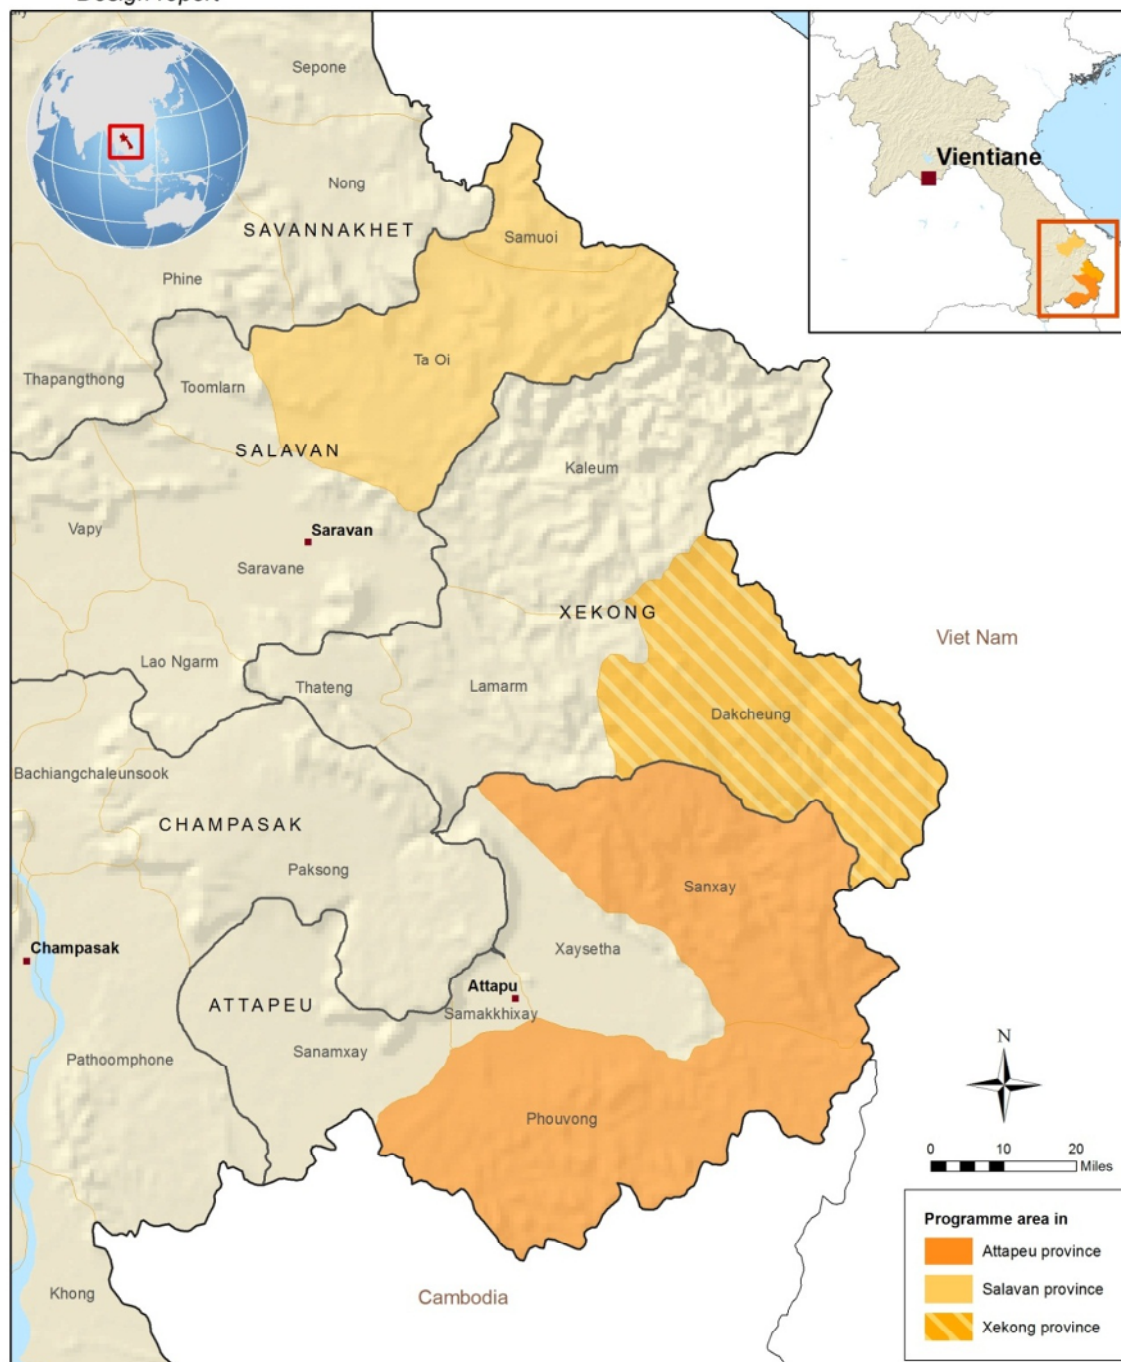 Design report
Sepone
Nong
SAVANNAKHET
Samuoi
Phine
Vientiane
Ta Oi
Thapangthong
Toomlarn
SALAVAN
Kaleum
Vapy
Saravan
Saravane
XEKONG
Viet Nam
Lao Ngarm
Thateng
Lamarm
Dakcheung
Bachiangchaleunsook
CHAMPASAK
Paksong
Sanxay
Champasak
Xaysetha
ATTAPEU
Attapu
Samakkhixay
Sanamxay
Pathoomphone
Phouvong
N
0 10 20
Miles
Khong
Cambodia
Programme area in
Attapeu province
Salavan province
Xekong province